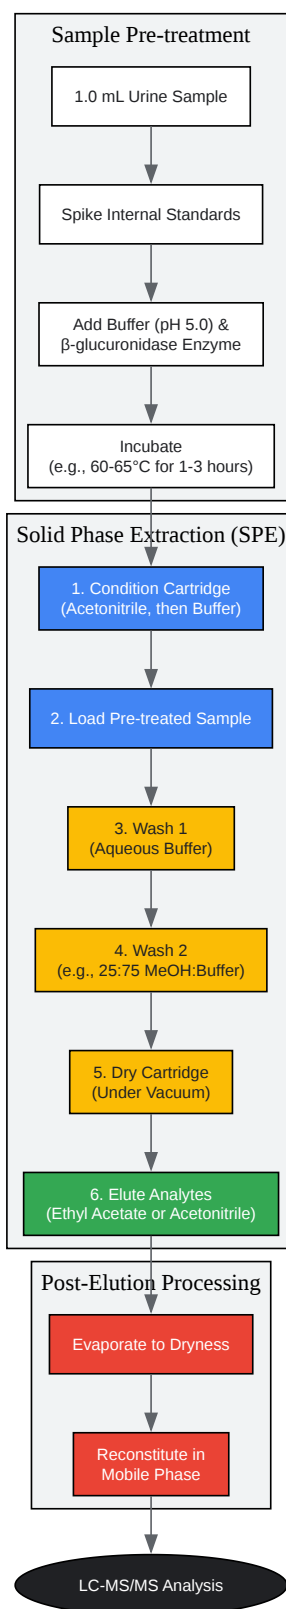 Sample Pre-treatment
1.0 mL Urine Sample
Spike Internal Standards
Add Buffer (pH 5.0) &
β-glucuronidase Enzyme
Incubate
(e.g., 60-65°C for 1-3 hours)
Solid Phase Extraction (SPE)
1. Condition Cartridge
(Acetonitrile, then Buffer)
2. Load Pre-treated Sample
3. Wash 1
(Aqueous Buffer)
4. Wash 2
(e.g., 25:75 MeOH:Buffer)
5. Dry Cartridge
(Under Vacuum)
6. Elute Analytes
(Ethyl Acetate or Acetonitrile)
Post-Elution Processing
Evaporate to Dryness
Reconstitute in
Mobile Phase
LC-MS/MS Analysis